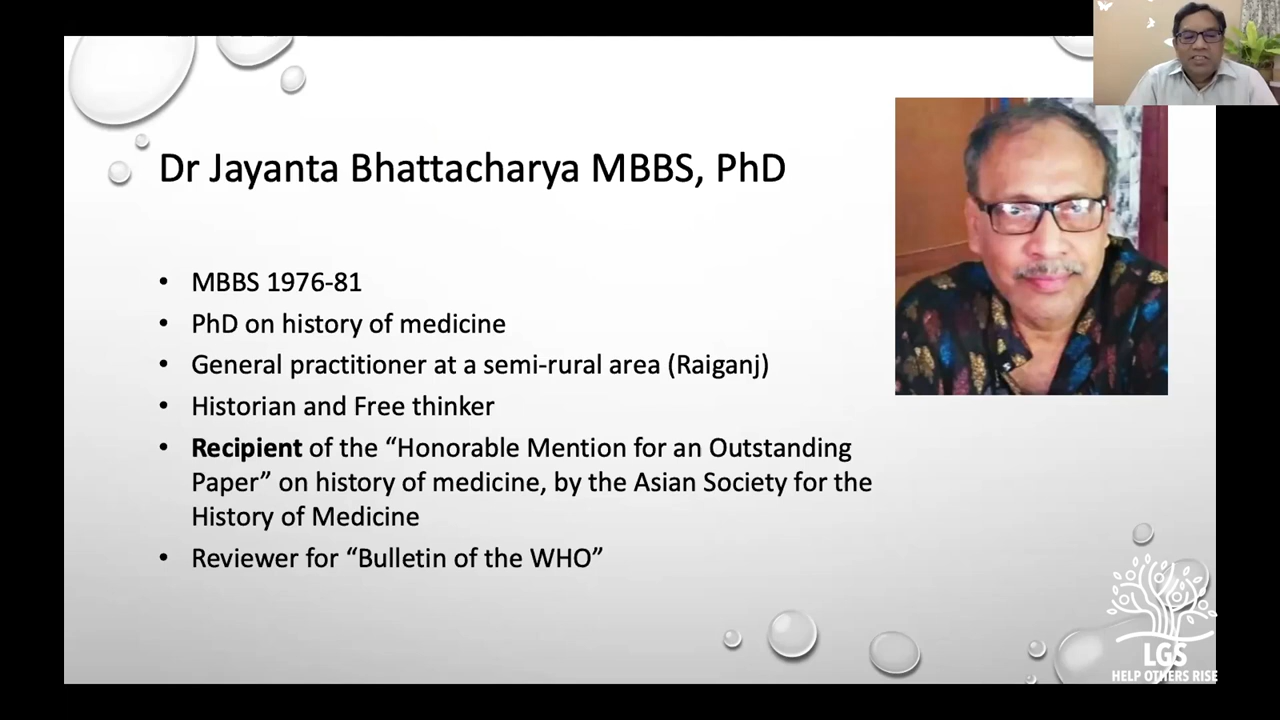 Dr Jayanta Bhattacharya MBBS, PhD
• MBBS 1976-81
• PhD on history of medicine
• General practitioner at a semi-rural area (Raiganj)
• Historian and Free thinker
• Recipient of the “Honorable Mention for an Outstanding
Paper” on history of medicine, by the Asian Society for the
History of Medicine
• Reviewer for “Bulletin of the WHO”
LGS
HELP OTHERS RISE